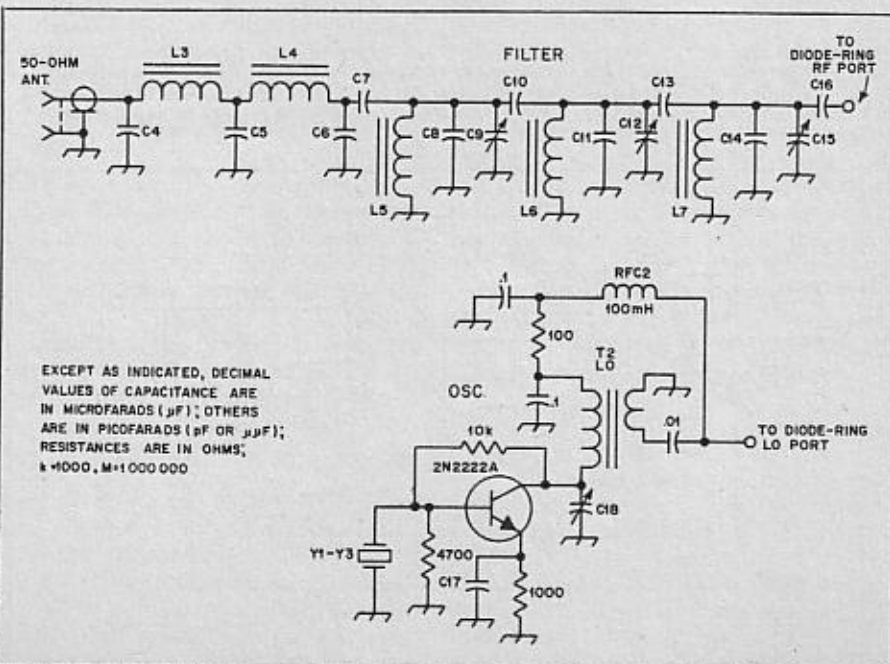 L3
L4
FILTER
50-OHM
ANT.
TO
DIODE-RING
RF PORT
C7
C10
C13
C16
C4
C5
C6
C8
C9
C11
C12
C14
C15
L5
L6
L7
.1
RFC2
100mH
100
T2
LO
EXCEPT AS INDICATED, DECIMAL
VALUES OF CAPACITANCE ARE
IN MICROFARADS (μF); OTHERS
ARE IN PICOFARADS (pF OR μμF);
RESISTANCES ARE IN OHMS;
k=1000, M=1000 000
OSC.
.1
.01
TO DIODE-RING
LO PORT
10k
2N2222A
C18
Y1-Y3
4700
C17
1000